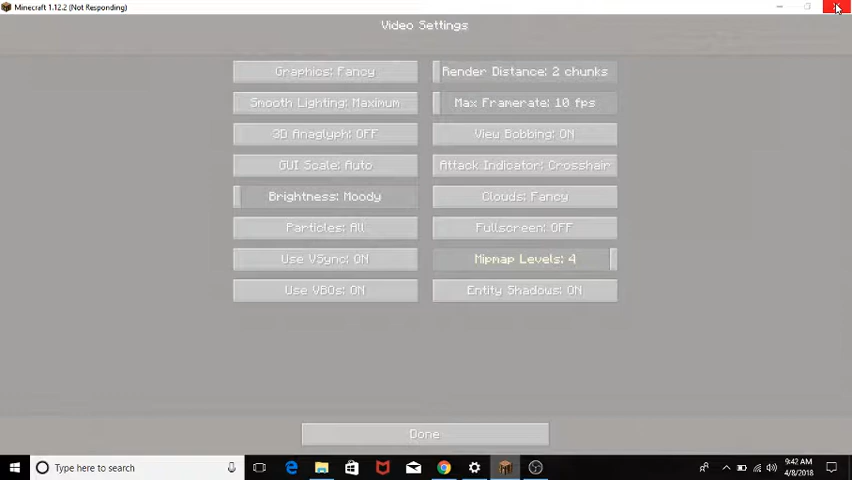 Minecraft 1.12.2 (Not Responding)
Video Settings
Graphics: Fancy
Render Distance: 2 chunks
Smooth Lighting: Maximum
Max Framerate: 10 fps
3D Anaglyph: OFF
View Bobbing: ON
GUI Scale: Auto
Attack Indicator: Crosshair
Brightness: Moody
Clouds: Fancy
Particles: All
Fullscreen: OFF
Use VSync: ON
Mipmap Levels: 4
Use VBOs: ON
Entity Shadows: ON
Done
Type here to search
9:42 AM
4/8/2018